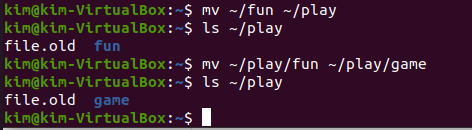 kim@kim-VirtualBox:~$ mv ~/fun ~/play
kim@kim-VirtualBox:~$ ls ~/play
file.old  fun
kim@kim-VirtualBox:~$ mv ~/play/fun ~/play/game
kim@kim-VirtualBox:~$ ls ~/play
file.old  game
kim@kim-VirtualBox:~$